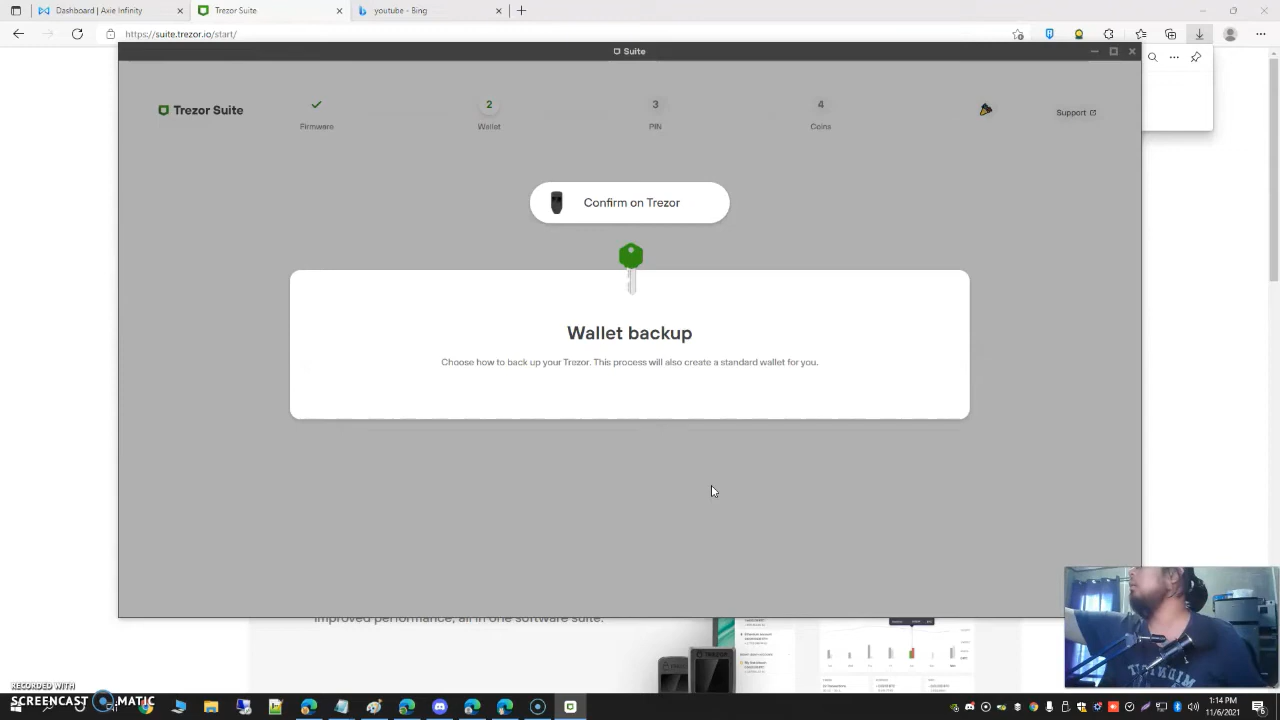 Dashboard | Axie Infinity
Trezor Suite
youtube - Bing
https://suite.trezor.io/start/
Suite
Trezor Suite
Firmware
2
Wallet
3
PIN
4
Coins
Support
Confirm on Trezor
Wallet backup
Choose how to back up your Trezor. This process will also create a standard wallet for you.
improved performance, all in one software suite.
TREZOR
RECORDED WITH
SCREENCAST MATIC
1:14 PM
11/6/2021